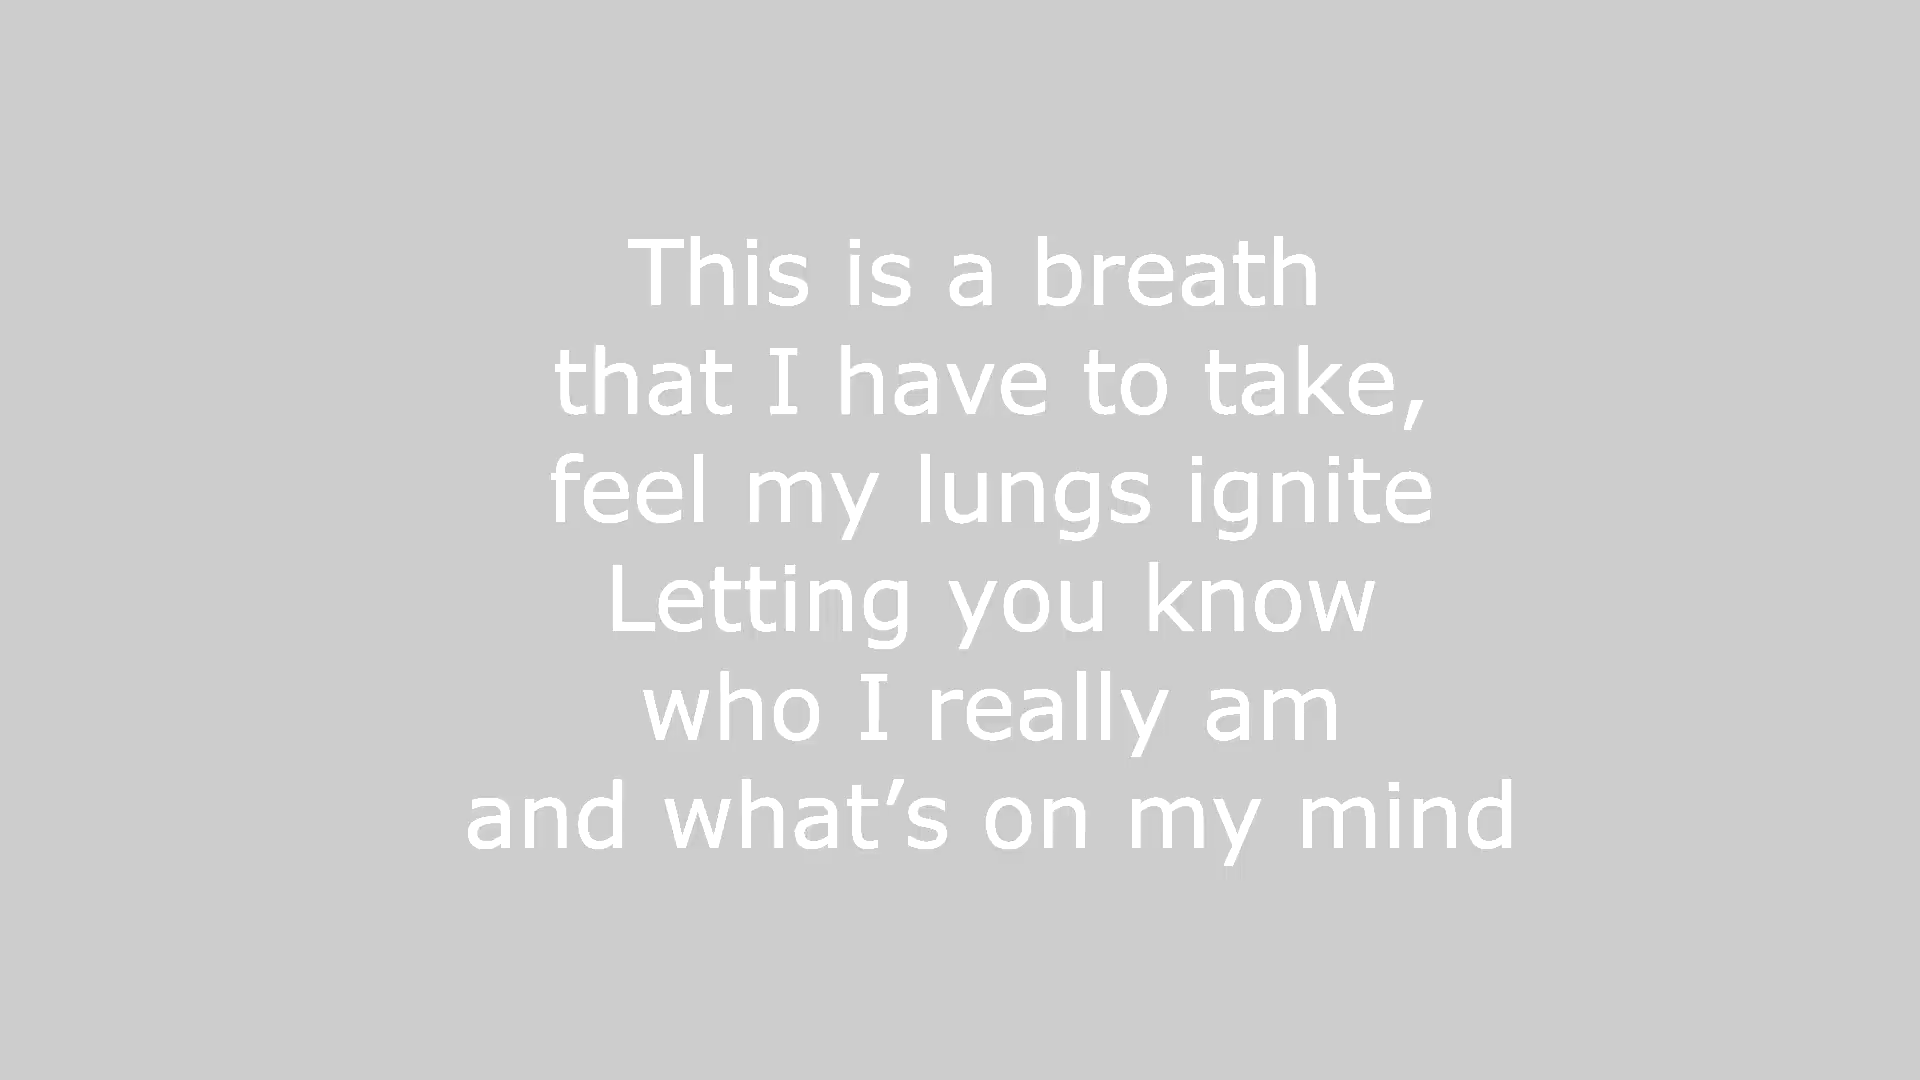 This is a breath
that I have to take,
feel my lungs ignite
Letting you know
who I really am
and what’s on my mind